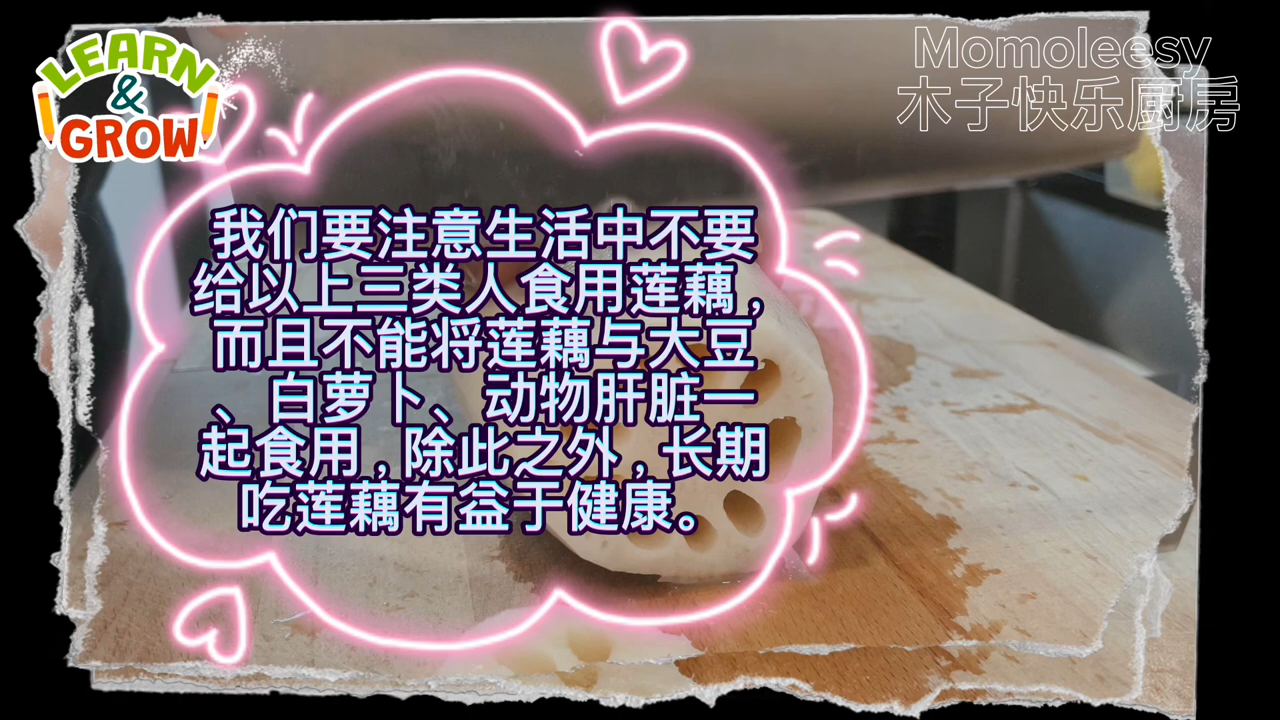 LEARN
&
GROW
Momoleesy
木子快乐厨房
我们要注意生活中不要
给以上三类人食用莲藕，
而且不能将莲藕与大豆
、白萝卜、动物肝脏一
起食用，除此之外，长期
吃莲藕有益于健康。